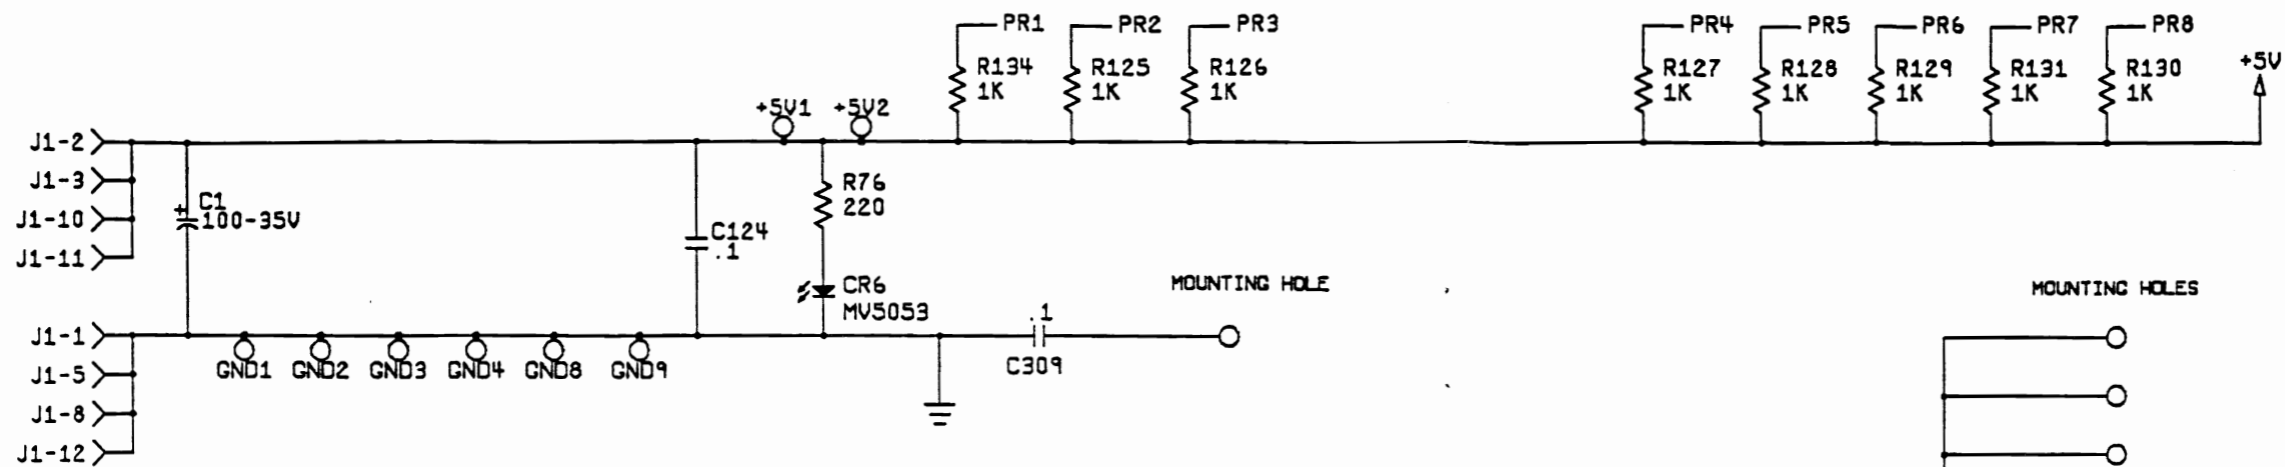 PR1
PR2
PR3
PR4
PR5
PR6
PR7
PR8
R134
1K
R125
1K
R126
1K
R127
1K
R128
1K
R129
1K
R131
1K
R130
1K
+5V
+5V1
+5V2
J1-2
J1-3
J1-10
J1-11
+
C1
100-35V
C124
.1
R76
220
CR6
MV5053
MOUNTING HOLE
MOUNTING HOLES
J1-1
J1-5
J1-8
J1-12
GND1
GND2
GND3
GND4
GND8
GND9
.1
C309